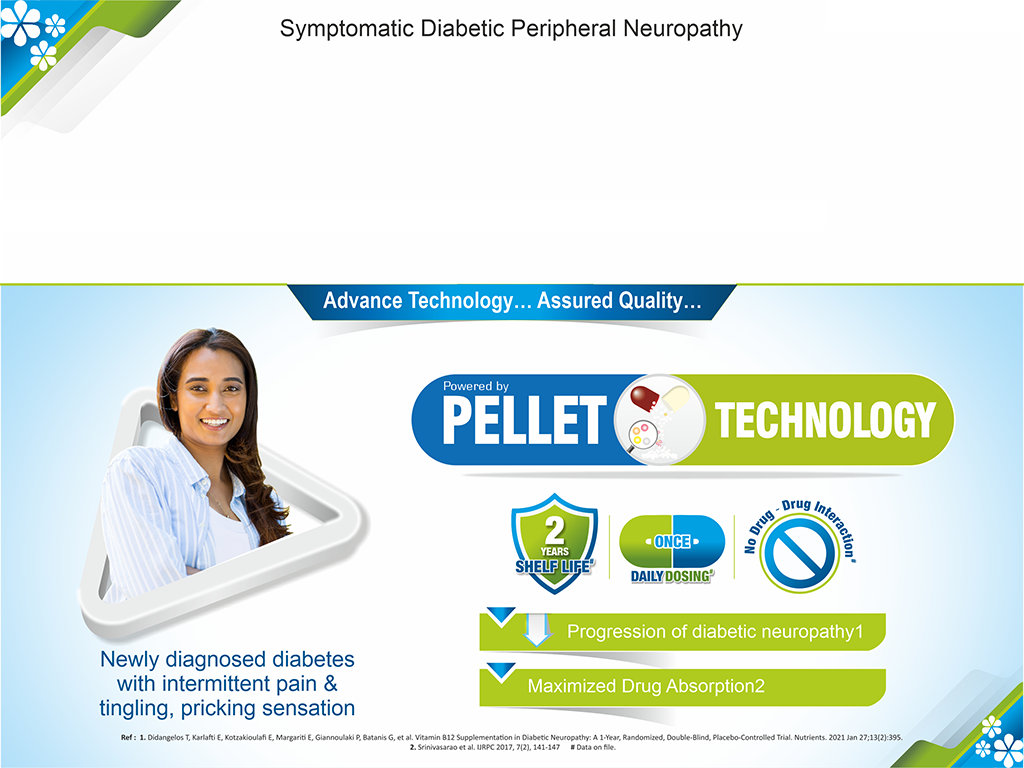 Symptomatic Diabetic Peripheral Neuropathy
Advance Technology... Assured Quality...
Powered by
PELLET TECHNOLOGY
2
YEARS
SHELF LIFE#
ONCE
DAILY DOSING#
No Drug - Drug Interaction#
Progression of diabetic neuropathy1
Maximized Drug Absorption2
Newly diagnosed diabetes
with intermittent pain &
tingling, pricking sensation
Ref : 1. Didangelos T, Karlafti E, Kotzakioulafi E, Margariti E, Giannoulaki P, Batanis G, et al. Vitamin B12 Supplementation in Diabetic Neuropathy: A 1-Year, Randomized, Double-Blind, Placebo-Controlled Trial. Nutrients. 2021 Jan 27;13(2):395.
2. Srinivasarao et al. IJRPC 2017, 7(2), 141-147 # Data on file.